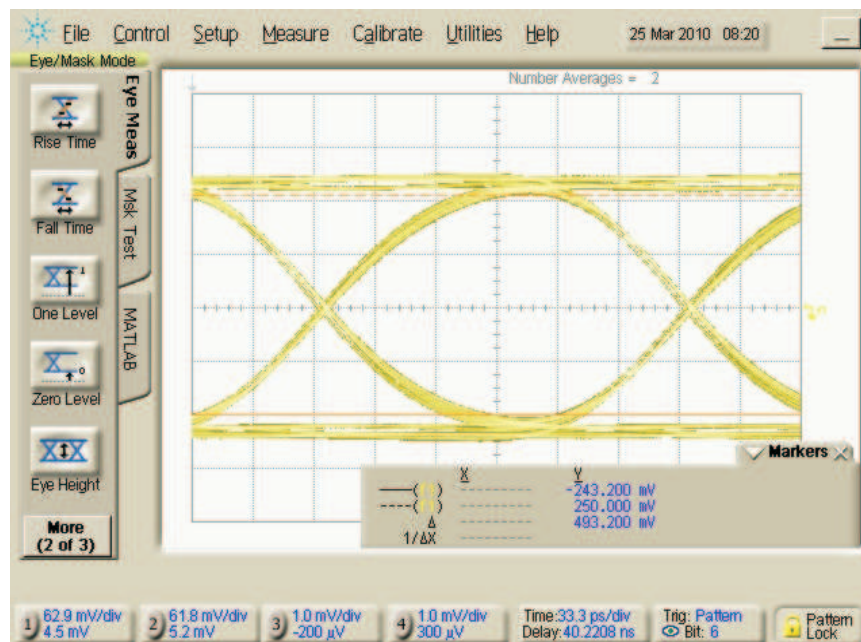 File Control Setup Measure Calibrate Utilities Help 25 Mar 2010 08:20
Eye/Mask Mode
Number Averages = 2
Eye Meas
Msk Test
MATLAB
Rise Time
Fall Time
One Level
Zero Level
Eye Height
More
(2 of 3)
Markers
X Y
-243.200 mV
250.000 mV
Δ 493.200 mV
1/ΔX
1) 62.9 mV/div 4.5 mV
2) 61.8 mV/div 5.2 mV
3) 1.0 mV/div -200 µV
4) 1.0 mV/div 300 µV
Time:33.3 ps/div
Delay:40.2208 ns
Trig: Pattern
Bit: 6
Pattern
Lock